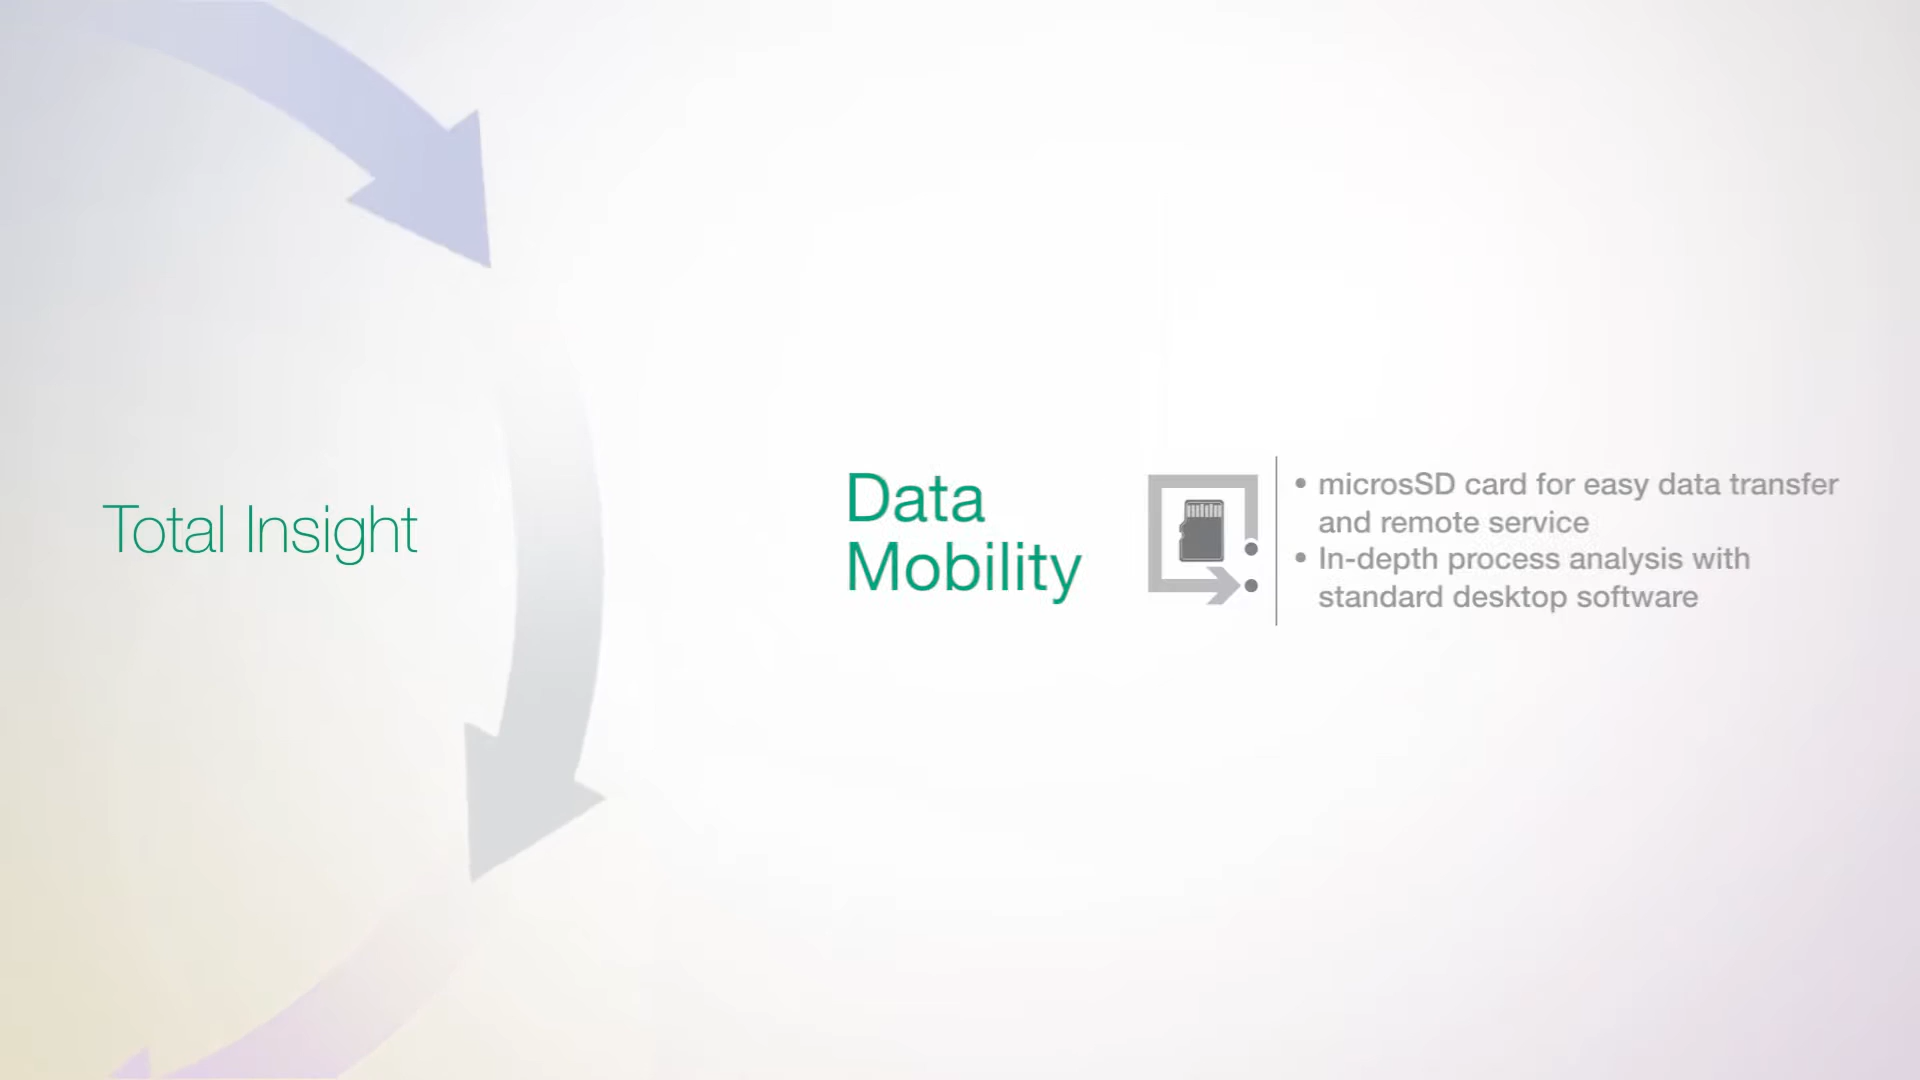 Total Insight
Data
Mobility
• microsSD card for easy data transfer
and remote service
• In-depth process analysis with
standard desktop software